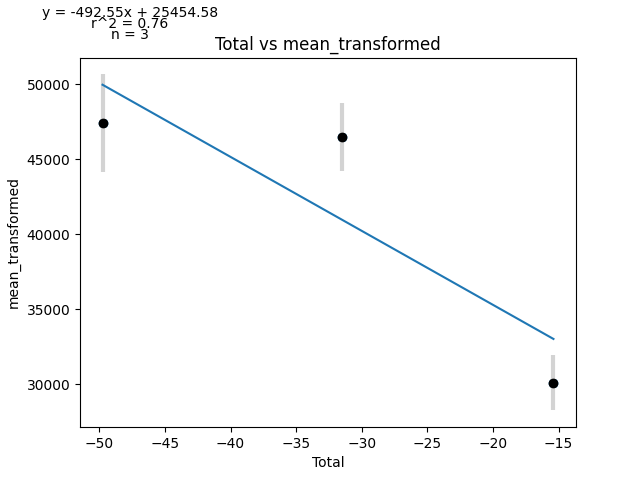 y = -492.55x + 25454.58
r^2 = 0.76
n = 3
Total vs mean_transformed
mean_transformed
50000
45000
40000
35000
30000
−50
−45
−40
−35
−30
−25
−20
−15
Total